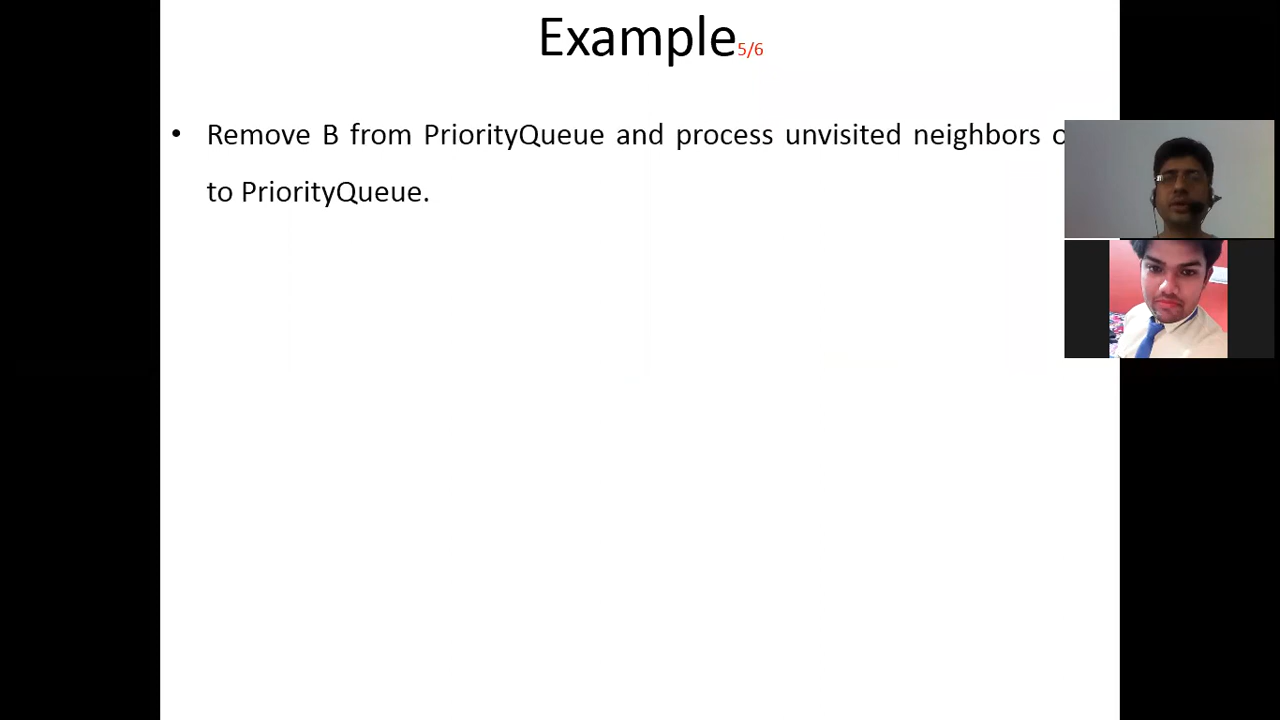 Example5/6
• Remove B from PriorityQueue and process unvisited neighbors
to PriorityQueue.